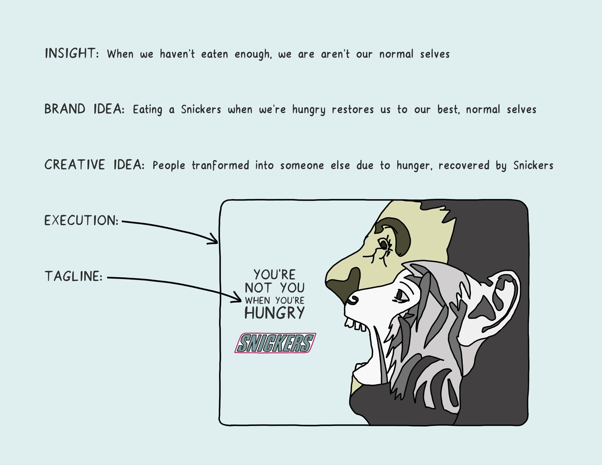 INSIGHT: When we haven't eaten enough, we are aren't our normal selves
BRAND IDEA: Eating a Snickers when we're hungry restores us to our best, normal selves
CREATIVE IDEA: People tranformed into someone else due to hunger, recovered by Snickers
EXECUTION:
TAGLINE:
YOU'RE
NOT YOU
WHEN YOU'RE
HUNGRY
SNICKERS